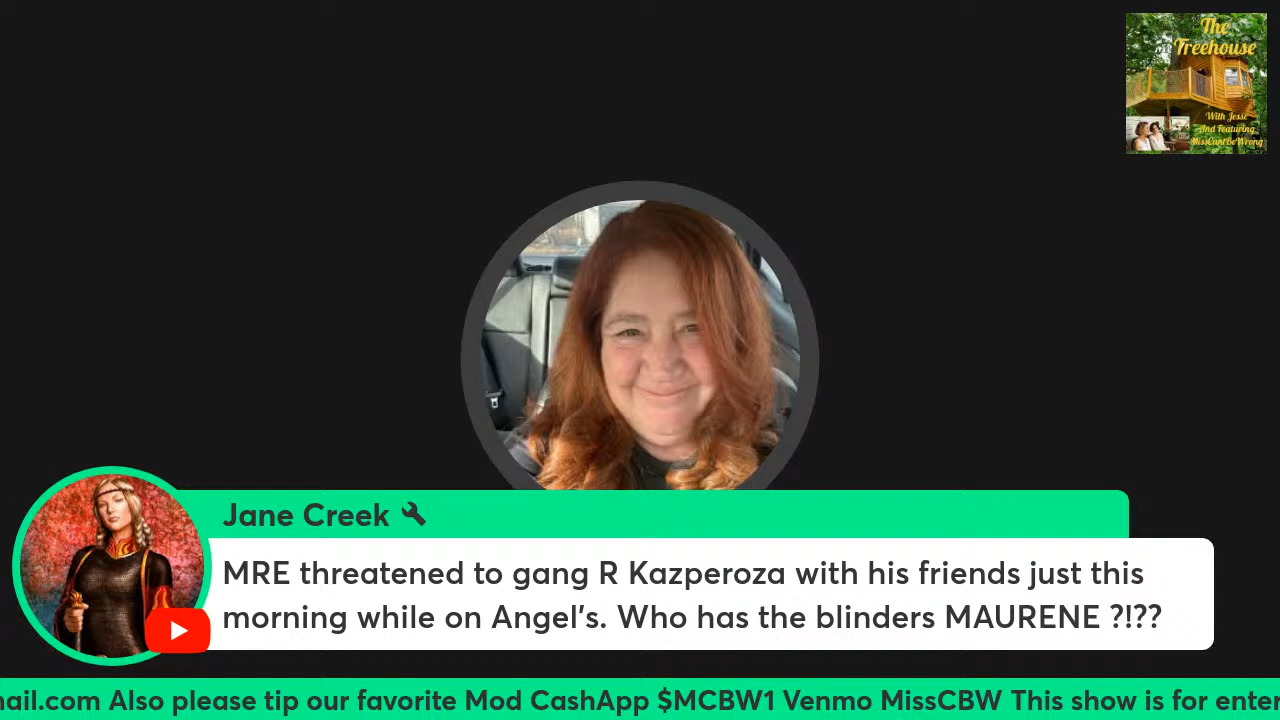 The
Treehouse
With Jesse
And Featuring
MissCantBeWrong
Jane Creek
MRE threatened to gang R Kazperoza with his friends just this
morning while on Angel's. Who has the blinders MAURENE ?!??
nail.com Also please tip our favorite Mod CashApp $MCBW1 Venmo MissCBW This show is for enter